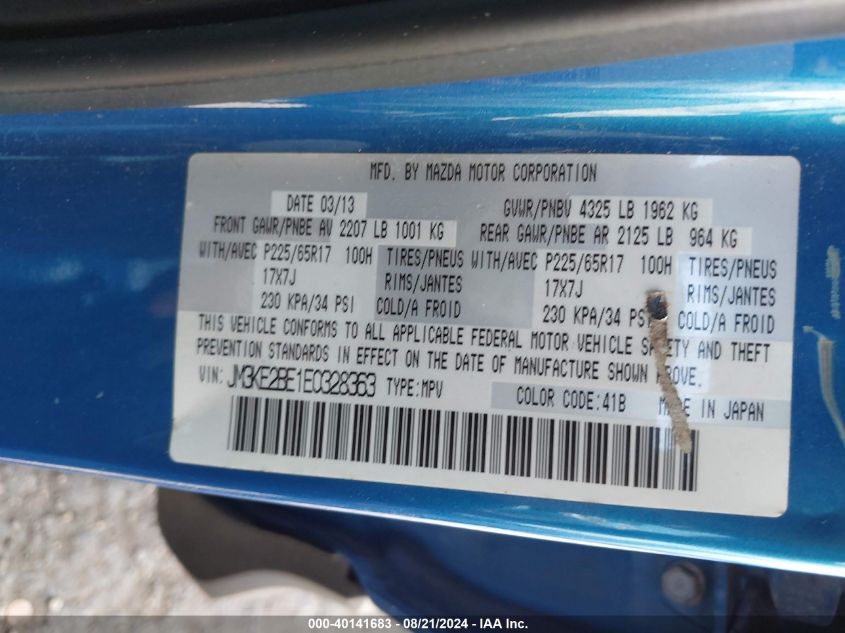 MFD. BY MAZDA MOTOR CORPORATION
DATE 03/13 GVWR/PNBV 4325 LB 1962 KG
FRONT GAWR/PNBE AV 2207 LB 1001 KG REAR GAWR/PNBE AR 2125 LB 964 KG
WITH/AVEC P225/65R17 100H TIRES/PNEUS WITH/AVEC P225/65R17 100H TIRES/PNEUS
17X7J RIMS/JANTES 17X7J RIMS/JANTES
230 KPA/34 PSI COLD/A FROID 230 KPA/34 PSI COLD/A FROID
THIS VEHICLE CONFORMS TO ALL APPLICABLE FEDERAL MOTOR VEHICLE SAFETY AND THEFT
PREVENTION STANDARDS IN EFFECT ON THE DATE OF MANUFACTURE SHOWN ABOVE.
VIN: JM3KE2BE1E0328363 TYPE:MPV COLOR CODE:41B MADE IN JAPAN
000-40141683 - 08/21/2024 - IAA Inc.